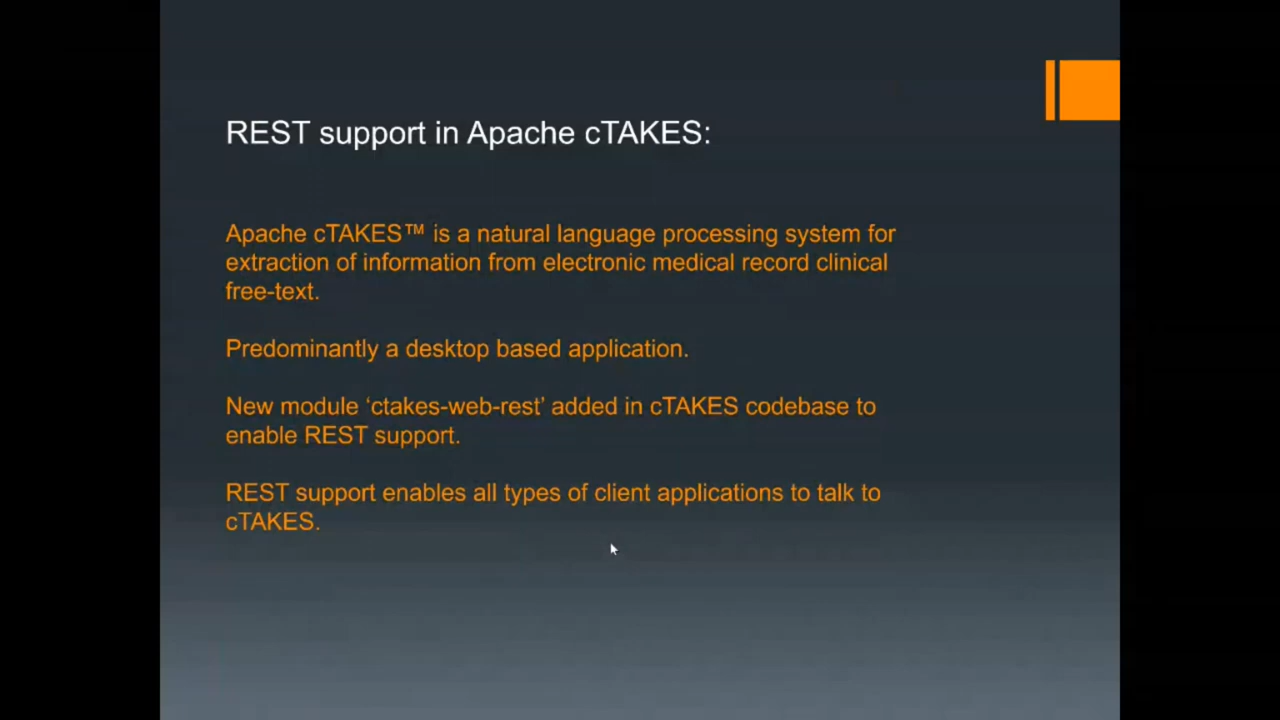 REST support in Apache cTAKES:
Apache cTAKES™ is a natural language processing system for
extraction of information from electronic medical record clinical
free-text.
Predominantly a desktop based application.
New module ‘ctakes-web-rest’ added in cTAKES codebase to
enable REST support.
REST support enables all types of client applications to talk to
cTAKES.